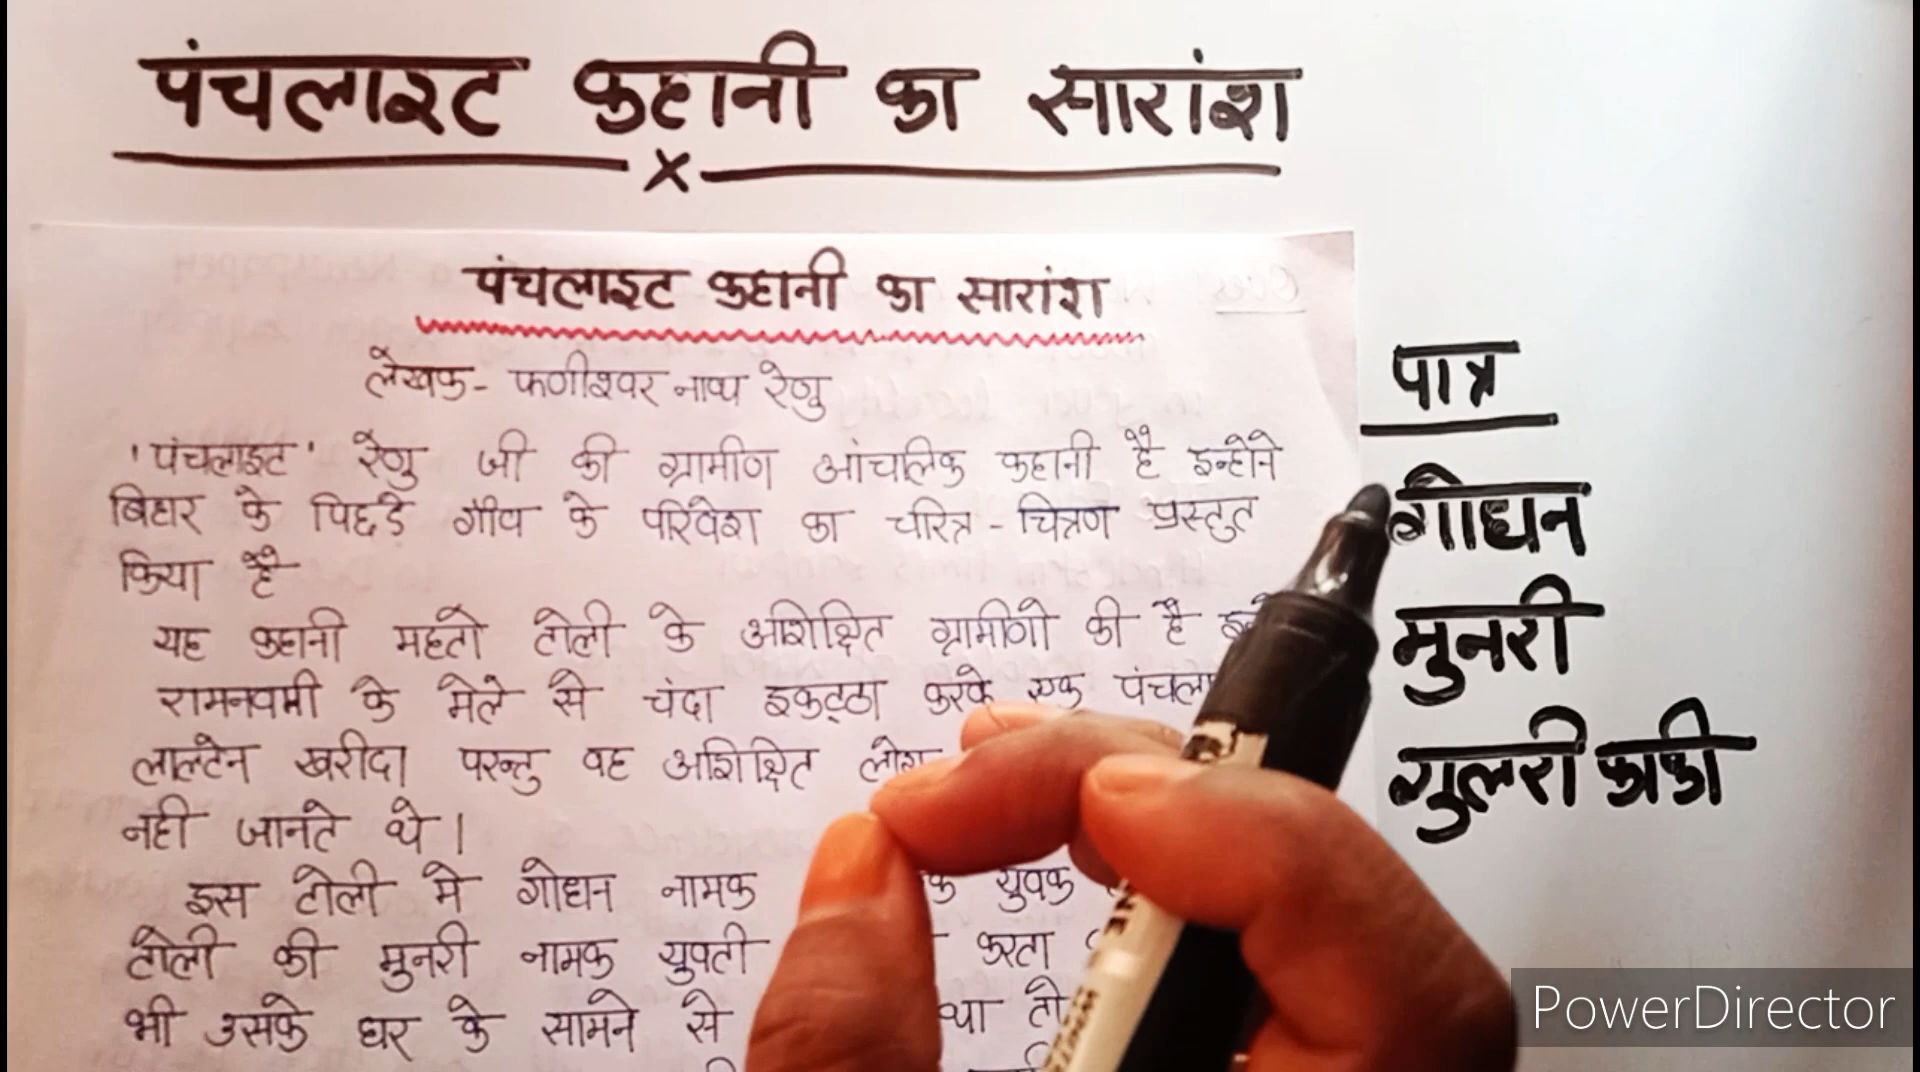 पंचलाइट कहानी का सारांश
x
पंचलाइट कहानी का सारांश
लेखक - फणीश्वर नाथ रेणु
'पंचलाइट' रेणु जी की ग्रामीण आंचलिक कहानी है इन्होने
बिहार के पिछडे गाँव के परिवेश का चरित्र - चित्रण प्रस्तुत
किया है
यह कहानी महतो टोली के अशिक्षित ग्रामीणो की है
रामनवमी के मेले से चंदा इकट्ठा करके एक
लालटेन खरीदा परन्तु वह अशिक्षित
नही जानते थे।
इस टोली मे गोधन नामक युवक
टोली की मुनरी नामक युवती करता
भी उसके घर के सामने से था तो
पात्र
गोधन
मुनरी
गुलरी काकी
PowerDirector